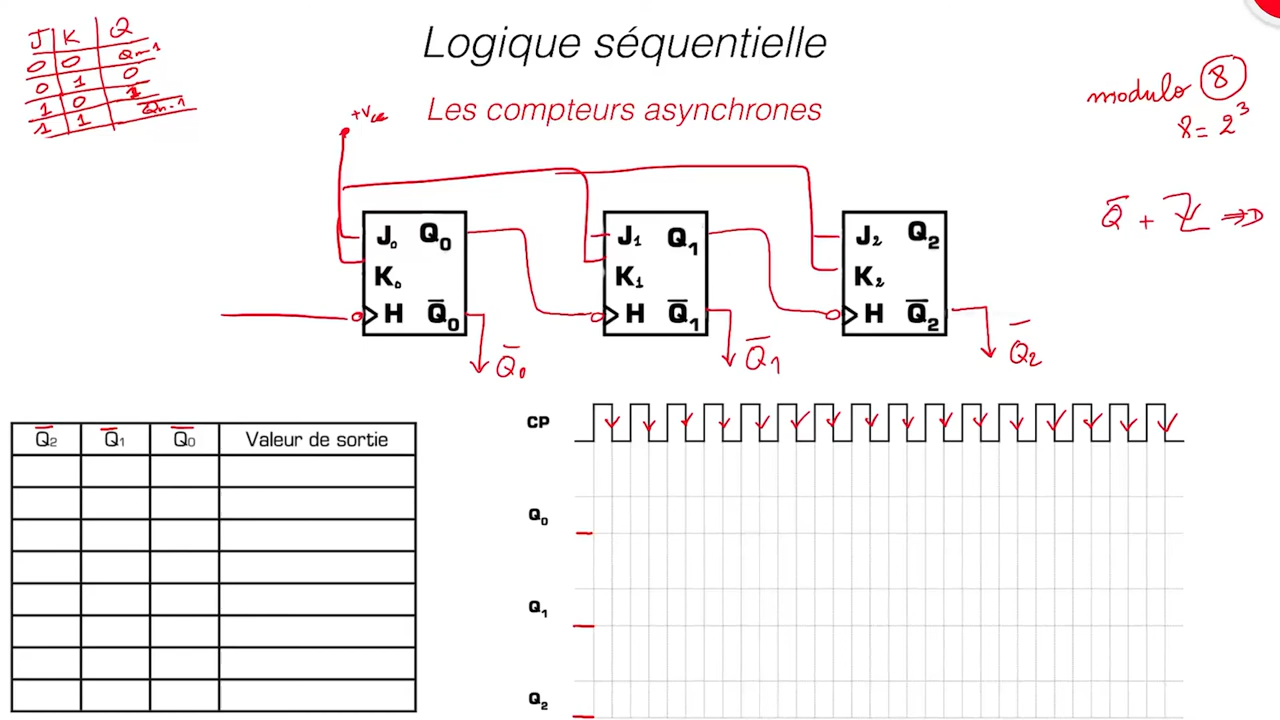 Logique séquentielle
Les compteurs asynchrones
J K Q
0 0 Qn-1
0 1 0
1 0 1
1 1 Q̄n-1
modulo 8
8 = 2³
Q̄ + ⇒
+Vcc
J₀ Q₀
K₀
H Q̄₀
J₁ Q₁
K₁
H Q̄₁
J₂ Q₂
K₂
H Q̄₂
Q̄₀
Q̄₁
Q̄₂
Q̄₂ Q̄₁ Q̄₀ Valeur de sortie
CP
Q₀
Q₁
Q₂